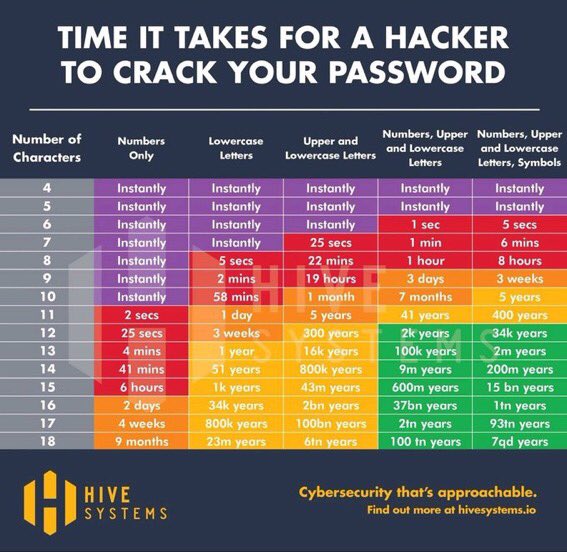 TIME IT TAKES FOR A HACKER
TO CRACK YOUR PASSWORD
Number of Characters Numbers Only Lowercase Letters Upper and Lowercase Letters Numbers, Upper and Lowercase Letters Numbers, Upper and Lowercase Letters, Symbols
4 Instantly Instantly Instantly Instantly Instantly
5 Instantly Instantly Instantly Instantly Instantly
6 Instantly Instantly Instantly 1 sec 5 secs
7 Instantly Instantly 25 secs 1 min 6 mins
8 Instantly 5 secs 22 mins 1 hour 8 hours
9 Instantly 2 mins 19 hours 3 days 3 weeks
10 Instantly 58 mins 1 month 7 months 5 years
11 2 secs 1 day 5 years 41 years 400 years
12 25 secs 3 weeks 300 years 2k years 34k years
13 4 mins 1 year 16k years 100k years 2m years
14 41 mins 51 years 800k years 9m years 200m years
15 6 hours 1k years 43m years 600m years 15 bn years
16 2 days 34k years 2bn years 37bn years 1tn years
17 4 weeks 800k years 100bn years 2tn years 93tn years
18 9 months 23m years 6tn years 100 tn years 7qd years
HIVE
SYSTEMS
HIVE
SYSTEMS
Cybersecurity that's approachable.
Find out more at hivesystems.io